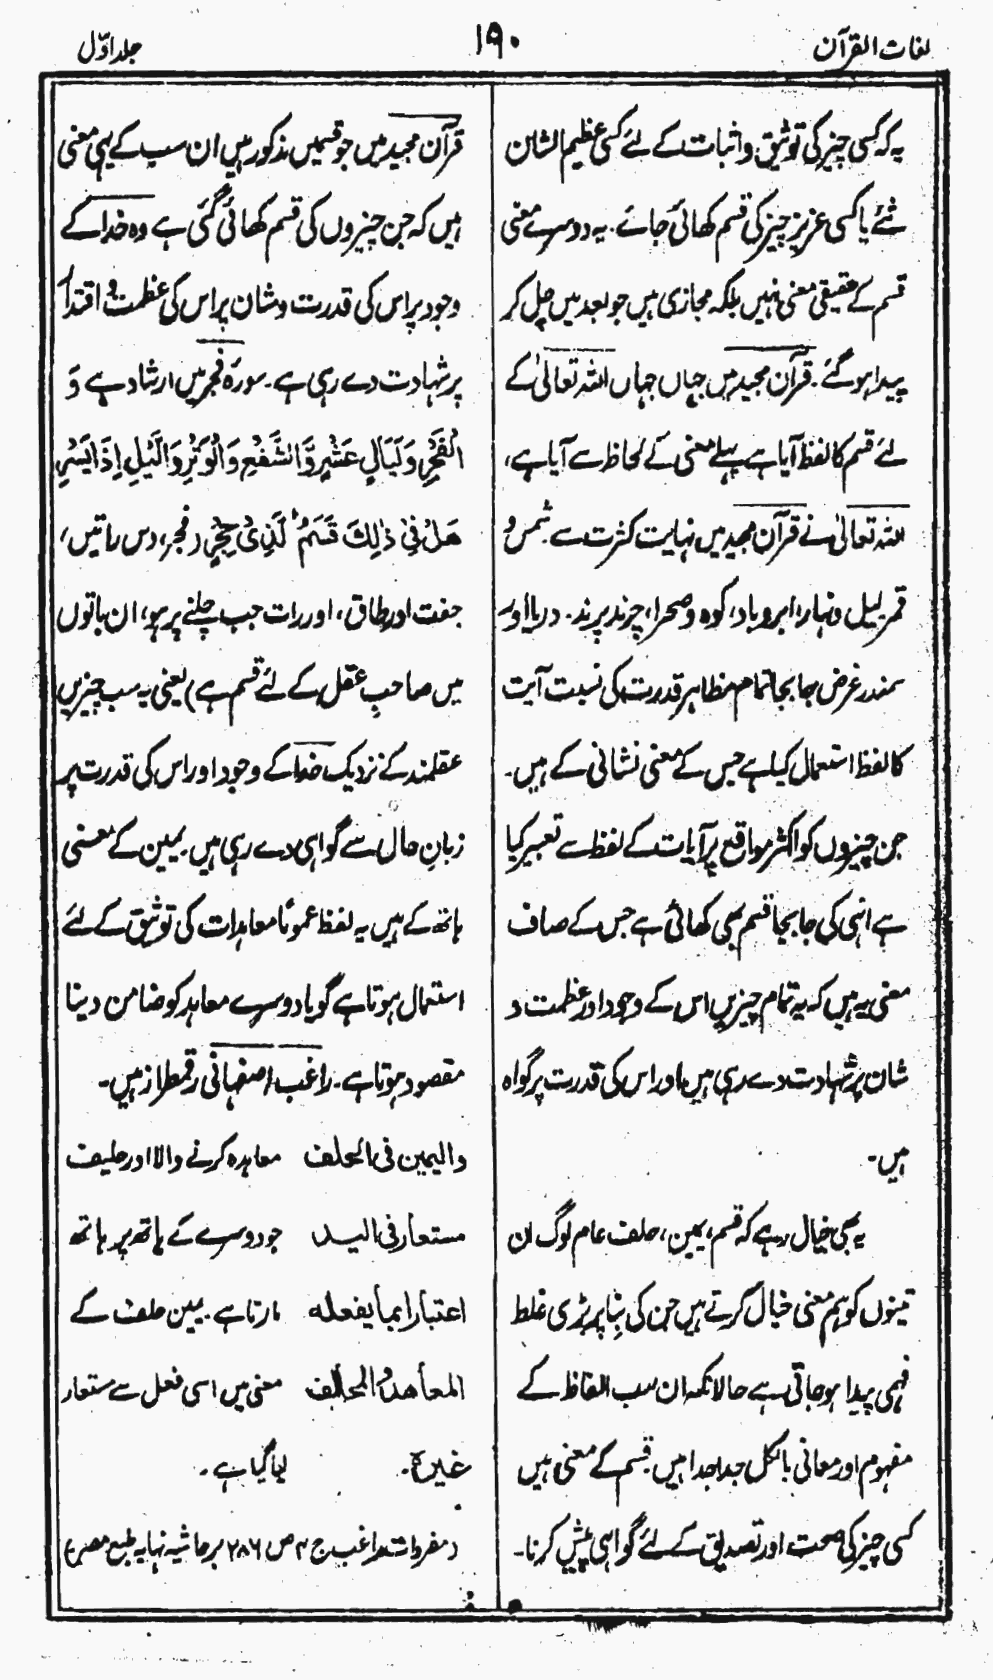 لغات القرآن
۱۹۰
جلد اوّل
یہ کہ کسی چیز کی توثیق و اثبات کے لئے کسی عظیم الشان
شئے یا کسی عزیز چیز کی قسم کھائی جائے۔ یہ دوسرے معنی
قسم کے حقیقی معنی نہیں بلکہ مجازی ہیں جو بعد میں چل کر
پیدا ہوگئے۔ قرآن مجید میں جہاں جہاں اللہ تعالیٰ کے
لئے قسم کا لفظ آیا ہے پہلے معنی کے لحاظ سے آیا ہے،
اللہ تعالیٰ نے قرآن مجید میں نہایت کثرت سے شمس و
قمر لیل و نہار، ابر و باد، کوہ و صحرا، چرند پرند۔ دریا اور
سمندر غرض جا بجا تمام مظاہر قدرت کی نسبت آیت
کا لفظ استعمال کیا ہے جس کے معنی نشانی کے ہیں۔
جن چیزوں کو اکثر مواقع پر آیات کے لفظ سے تعبیر کیا
ہے انہی کی جا بجا قسم بھی کھائی ہے جس کے صاف
معنی یہ ہیں کہ یہ تمام چیزیں اس کے وجود اور عظمت و
شان پر شہادت دے رہی ہیں اور اس کی قدرت پر گواہ
ہیں۔
یہ بھی خیال رہے کہ قسم، یمین، حلف عام لوگ ان
تینوں کو ہم معنی خیال کرتے ہیں جن کی بنا پر بڑی غلط
فہمی پیدا ہو جاتی ہے حالانکہ ان سب الفاظ کے
مفہوم اور معانی بالکل جدا جدا ہیں۔ قسم کے معنی ہیں
کسی چیز کی صحت اور تصدیق کے لئے گواہی پیش کرنا۔
قرآن مجید میں جو قسمیں مذکور ہیں ان سب کے یہی معنی
ہیں کہ جن چیزوں کی قسم کھائی گئی ہے وہ خدا کے
وجود پر اس کی قدرت و شان پر اس کی عظمت و اقتدار
پر شہادت دے رہی ہے۔ سورۂ فجر میں ارشاد ہے وَ
الْفَجْرِ وَلَيَالٍ عَشْرٍ وَّالشَّفْعِ وَالْوَتْرِ وَالَّيْلِ اِذَا يَسْرِ
هَلْ فِيْ ذٰلِكَ قَسَمٌ لِّذِيْ حِجْرٍ (فجر، دس راتیں،
جفت اور طاق، اور رات جب چلنے پر ہو، ان باتوں
میں صاحبِ عقل کے لئے قسم ہے) یعنی یہ سب چیزیں
عقلمند کے نزدیک خدا کے وجود اور اس کی قدرت پر
زبانِ حال سے گواہی دے رہی ہیں۔ یمین کے معنی
ہاتھ کے ہیں یہ لفظ عموماً معاہدات کی توثیق کے لئے
استعمال ہوتا ہے گویا دوسرے معاہد کو ضامن دینا
مقصود ہوتا ہے۔ راغب اصفہانی رقمطراز ہیں۔
والیمین فی الحلف معاہدہ کرنے والا اور حلیف
مستعار فی الید جو دوسرے کے ہاتھ پر ہاتھ
اعتبارا بما یفعله مارتا ہے۔ یمین حلف کے
المعاهد والمحالف معنی میں اسی فعل سے مستعار
غیرہ۔ لیا گیا ہے۔
(مفردات راغب ج ۴ ص ۲۸۶ بر حاشیہ نہایہ طبع مصر)